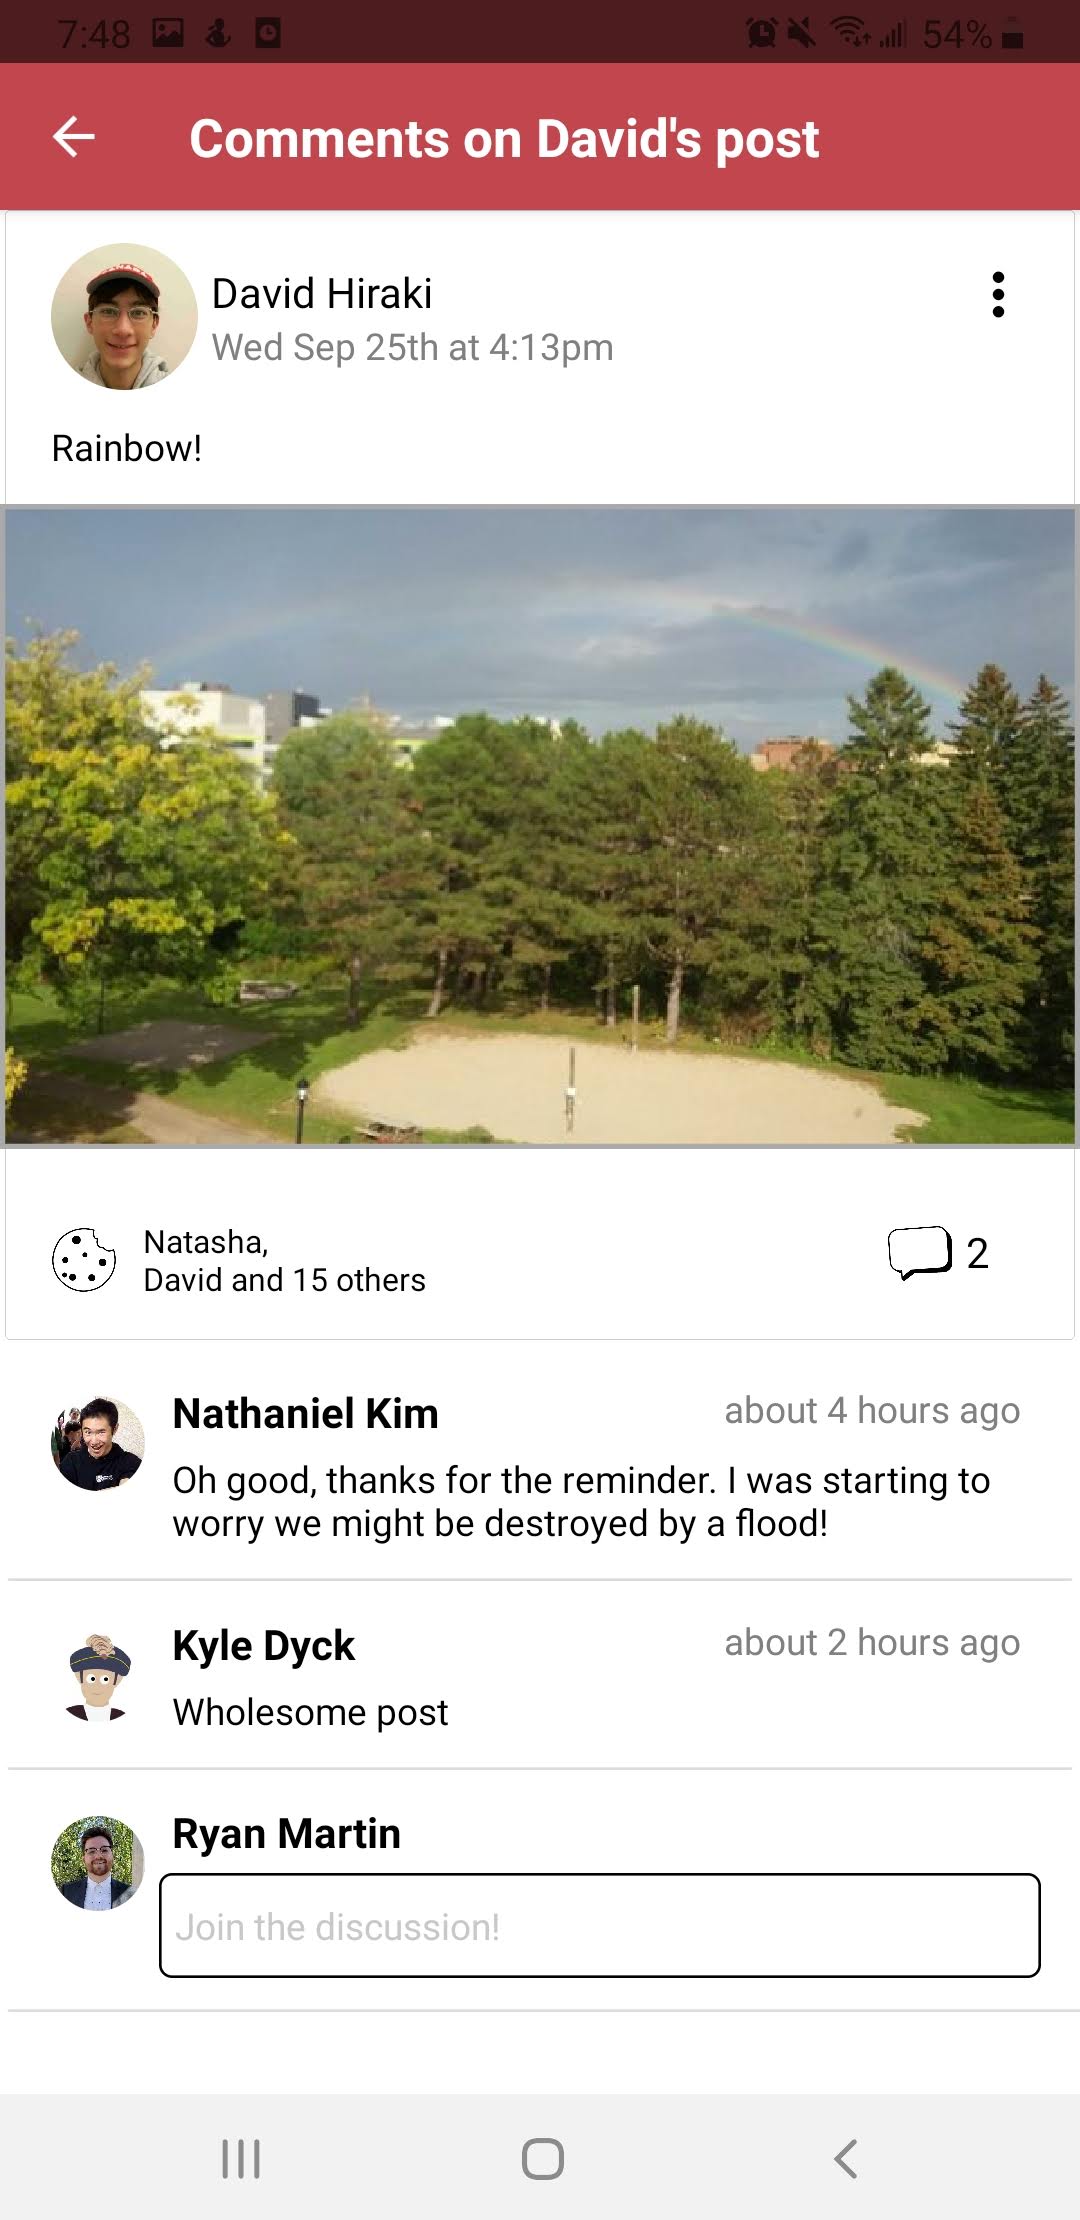 7:48
54%
Comments on David's post
David Hiraki
Wed Sep 25th at 4:13pm
Rainbow!
Natasha,
David and 15 others
2
Nathaniel Kim
about 4 hours ago
Oh good, thanks for the reminder. I was starting to
worry we might be destroyed by a flood!
Kyle Dyck
about 2 hours ago
Wholesome post
Ryan Martin
Join the discussion!